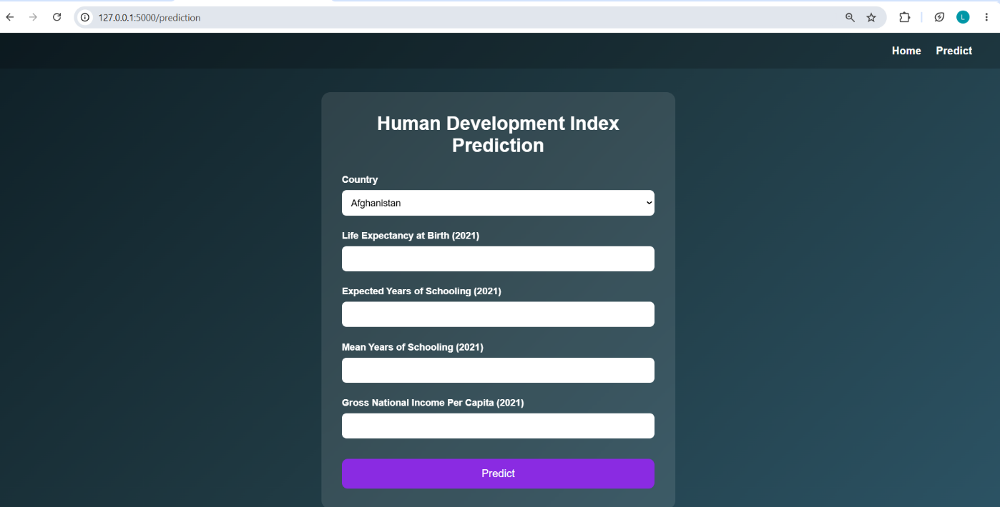 127.0.0.1:5000/prediction
L
Home Predict
Human Development Index
Prediction
Country
Afghanistan
Life Expectancy at Birth (2021)
Expected Years of Schooling (2021)
Mean Years of Schooling (2021)
Gross National Income Per Capita (2021)
Predict